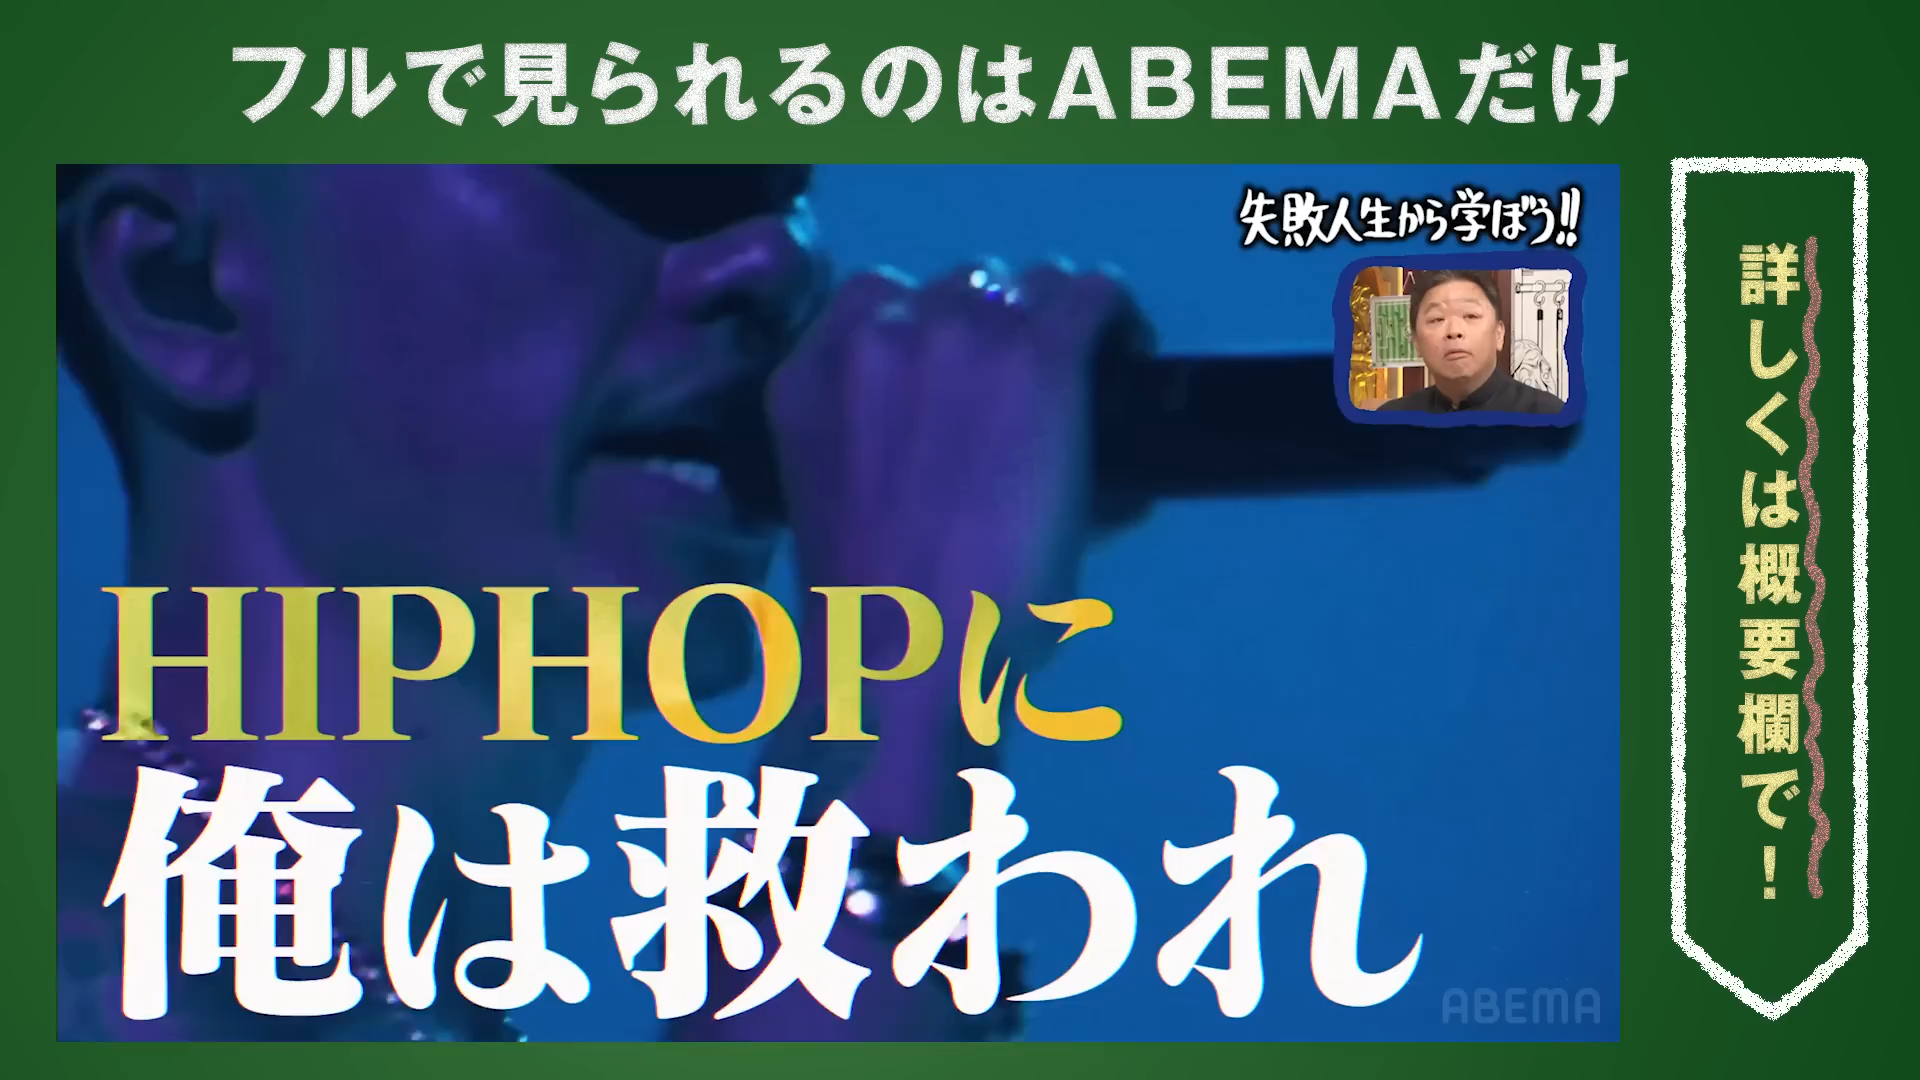 フルで見られるのはABEMAだけ
失敗人生から学ぼう!!
HIPHOPに
俺は救われ
ABEMA
詳しくは概要欄で！